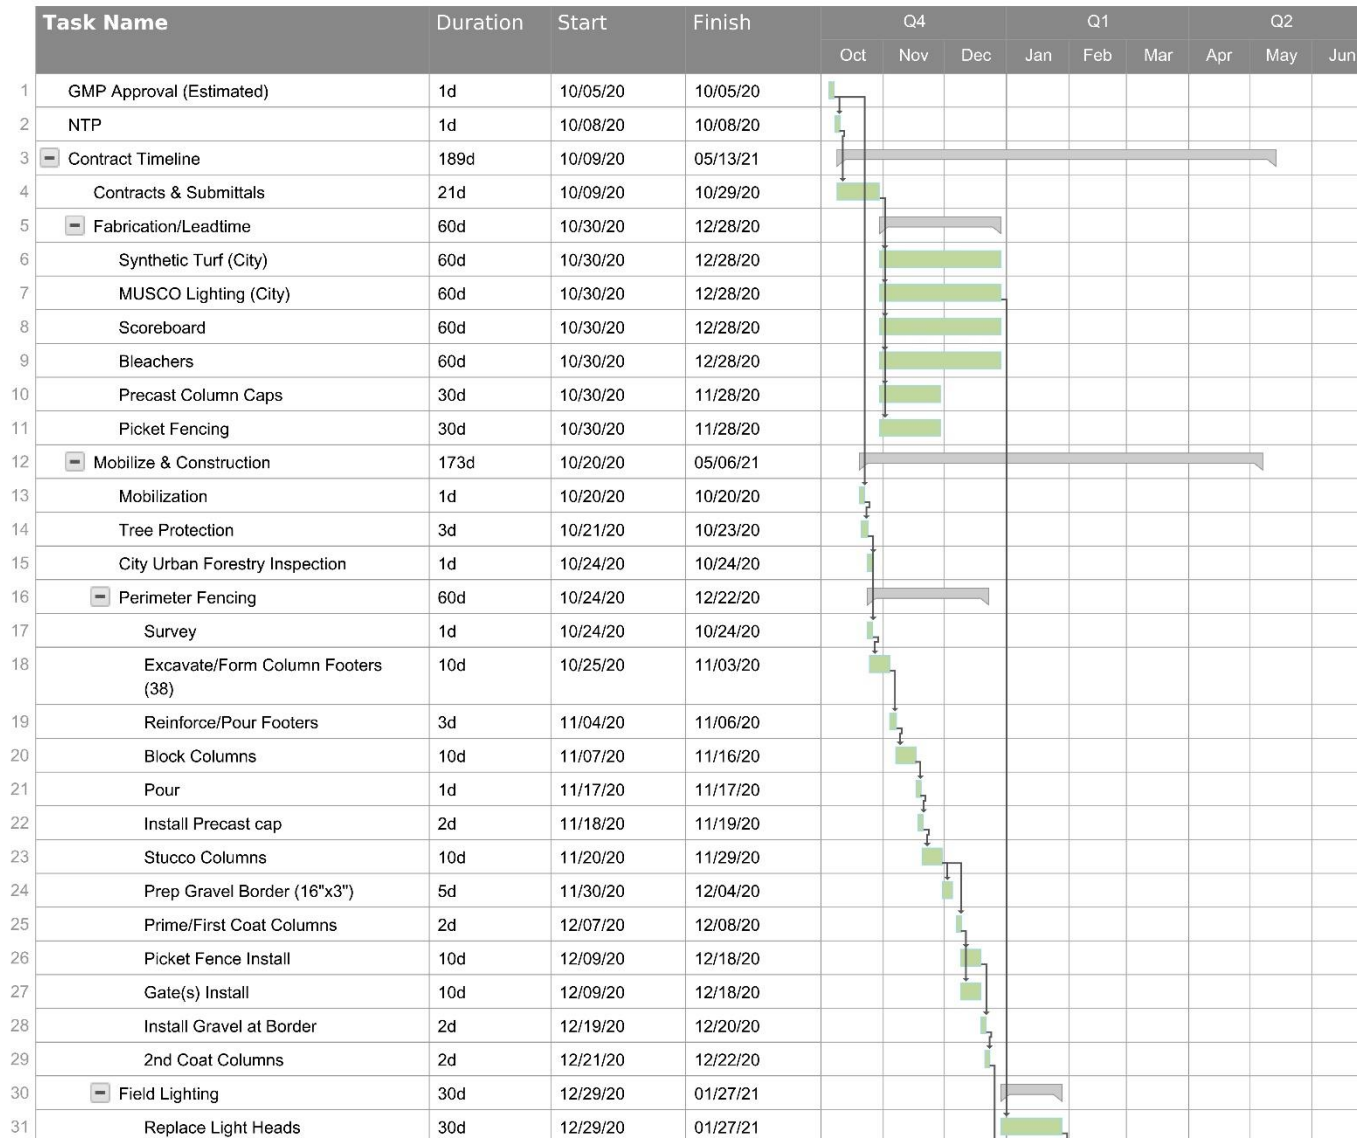 Task Name Duration Start Finish Q4 Q1 Q2
Oct Nov Dec Jan Feb Mar Apr May Jun
1 GMP Approval (Estimated) 1d 10/05/20 10/05/20
2 NTP 1d 10/08/20 10/08/20
3 Contract Timeline 189d 10/09/20 05/13/21
4 Contracts & Submittals 21d 10/09/20 10/29/20
5 Fabrication/Leadtime 60d 10/30/20 12/28/20
6 Synthetic Turf (City) 60d 10/30/20 12/28/20
7 MUSCO Lighting (City) 60d 10/30/20 12/28/20
8 Scoreboard 60d 10/30/20 12/28/20
9 Bleachers 60d 10/30/20 12/28/20
10 Precast Column Caps 30d 10/30/20 11/28/20
11 Picket Fencing 30d 10/30/20 11/28/20
12 Mobilize & Construction 173d 10/20/20 05/06/21
13 Mobilization 1d 10/20/20 10/20/20
14 Tree Protection 3d 10/21/20 10/23/20
15 City Urban Forestry Inspection 1d 10/24/20 10/24/20
16 Perimeter Fencing 60d 10/24/20 12/22/20
17 Survey 1d 10/24/20 10/24/20
18 Excavate/Form Column Footers 10d 10/25/20 11/03/20
(38)
19 Reinforce/Pour Footers 3d 11/04/20 11/06/20
20 Block Columns 10d 11/07/20 11/16/20
21 Pour 1d 11/17/20 11/17/20
22 Install Precast cap 2d 11/18/20 11/19/20
23 Stucco Columns 10d 11/20/20 11/29/20
24 Prep Gravel Border (16"x3") 5d 11/30/20 12/04/20
25 Prime/First Coat Columns 2d 12/07/20 12/08/20
26 Picket Fence Install 10d 12/09/20 12/18/20
27 Gate(s) Install 10d 12/09/20 12/18/20
28 Install Gravel at Border 2d 12/19/20 12/20/20
29 2nd Coat Columns 2d 12/21/20 12/22/20
30 Field Lighting 30d 12/29/20 01/27/21
31 Replace Light Heads 30d 12/29/20 01/27/21